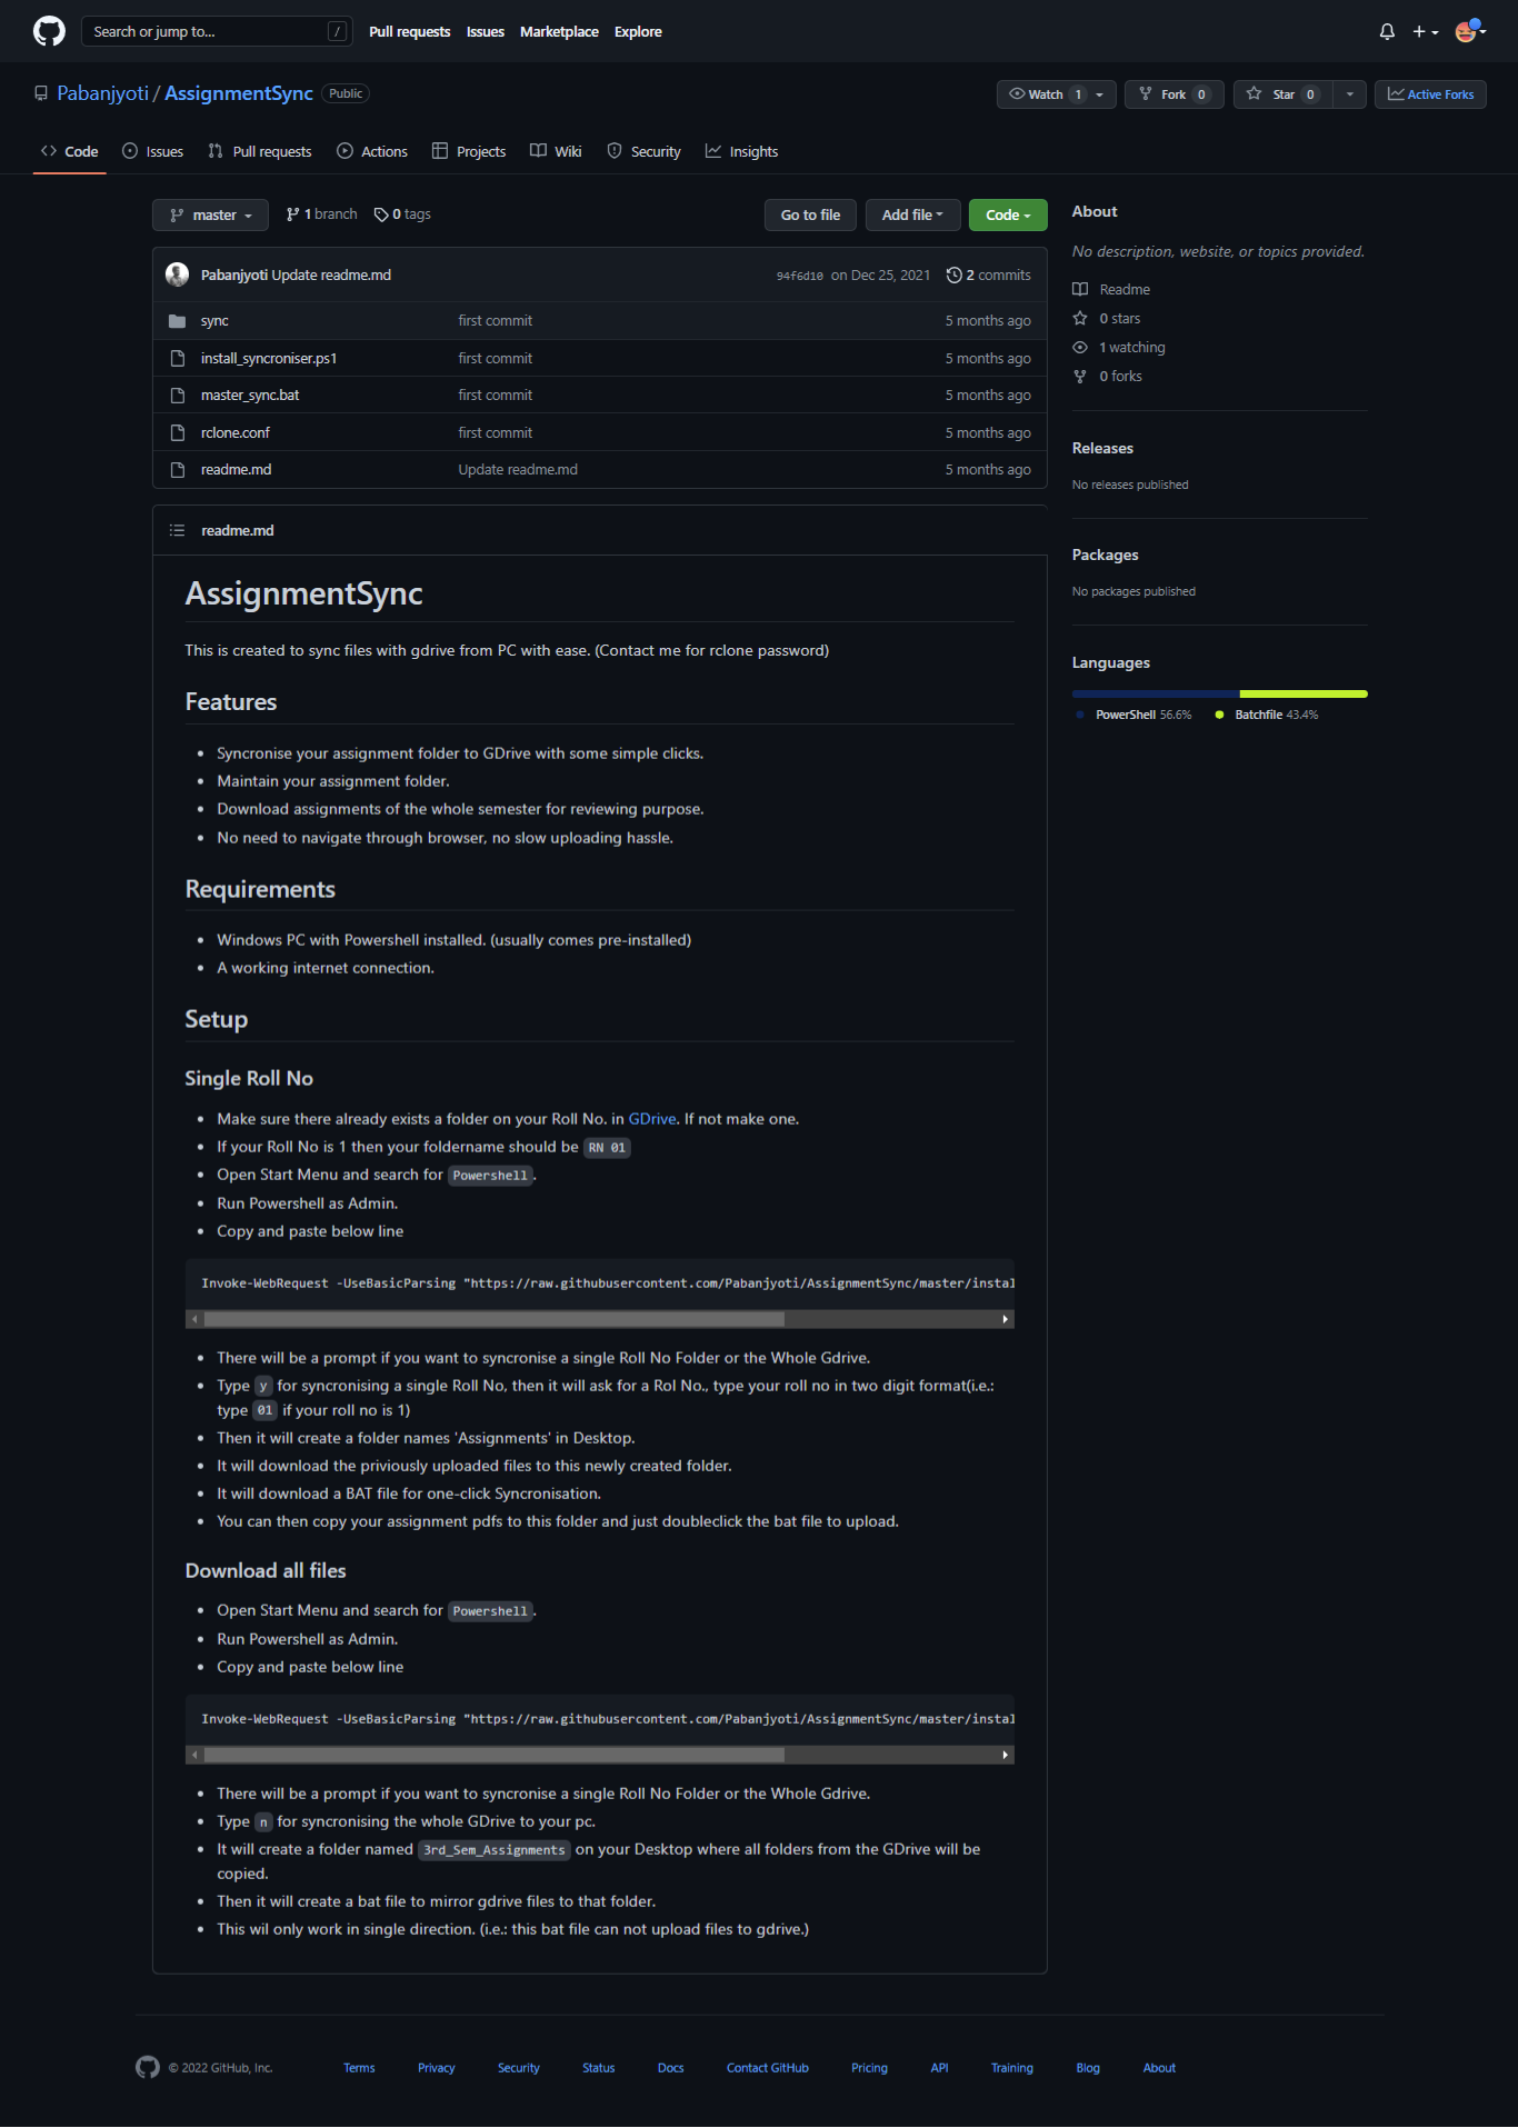 Search or jump to... /
Pull requests Issues Marketplace Explore
Pabanjyoti / AssignmentSync Public
Watch 1 Fork 0 Star 0 Active Forks
Code Issues Pull requests Actions Projects Wiki Security Insights
master 1 branch 0 tags Go to file Add file Code
Pabanjyoti Update readme.md 94f6d10 on Dec 25, 2021 2 commits
sync first commit 5 months ago
install_syncroniser.ps1 first commit 5 months ago
master_sync.bat first commit 5 months ago
rclone.conf first commit 5 months ago
readme.md Update readme.md 5 months ago
About
No description, website, or topics provided.
Readme
0 stars
1 watching
0 forks
Releases
No releases published
Packages
No packages published
Languages
PowerShell 56.6% Batchfile 43.4%
readme.md
AssignmentSync
This is created to sync files with gdrive from PC with ease. (Contact me for rclone password)
Features
Syncronise your assignment folder to GDrive with some simple clicks.
Maintain your assignment folder.
Download assignments of the whole semester for reviewing purpose.
No need to navigate through browser, no slow uploading hassle.
Requirements
Windows PC with Powershell installed. (usually comes pre-installed)
A working internet connection.
Setup
Single Roll No
Make sure there already exists a folder on your Roll No. in GDrive. If not make one.
If your Roll No is 1 then your foldername should be RN 01
Open Start Menu and search for Powershell.
Run Powershell as Admin.
Copy and paste below line
Invoke-WebRequest -UseBasicParsing "https://raw.githubusercontent.com/Pabanjyoti/AssignmentSync/master/instal
There will be a prompt if you want to syncronise a single Roll No Folder or the Whole Gdrive.
Type y for syncronising a single Roll No, then it will ask for a Rol No., type your roll no in two digit format(i.e.:
type 01 if your roll no is 1)
Then it will create a folder names 'Assignments' in Desktop.
It will download the priviously uploaded files to this newly created folder.
It will download a BAT file for one-click Syncronisation.
You can then copy your assignment pdfs to this folder and just doubleclick the bat file to upload.
Download all files
Open Start Menu and search for Powershell.
Run Powershell as Admin.
Copy and paste below line
Invoke-WebRequest -UseBasicParsing "https://raw.githubusercontent.com/Pabanjyoti/AssignmentSync/master/instal
There will be a prompt if you want to syncronise a single Roll No Folder or the Whole Gdrive.
Type n for syncronising the whole GDrive to your pc.
It will create a folder named 3rd_Sem_Assignments on your Desktop where all folders from the GDrive will be
copied.
Then it will create a bat file to mirror gdrive files to that folder.
This wil only work in single direction. (i.e.: this bat file can not upload files to gdrive.)
© 2022 GitHub, Inc. Terms Privacy Security Status Docs Contact GitHub Pricing API Training Blog About